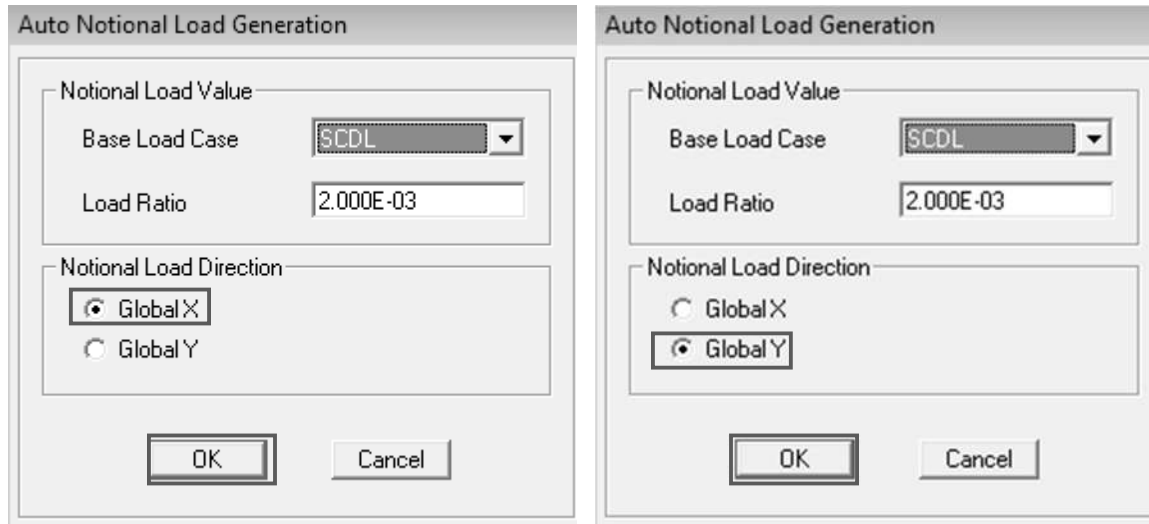 Auto Notional Load Generation
Notional Load Value
Base Load Case SCDL
Load Ratio 2.000E-03
Notional Load Direction
Global X
Global Y
OK Cancel
Auto Notional Load Generation
Notional Load Value
Base Load Case SCDL
Load Ratio 2.000E-03
Notional Load Direction
Global X
Global Y
OK Cancel